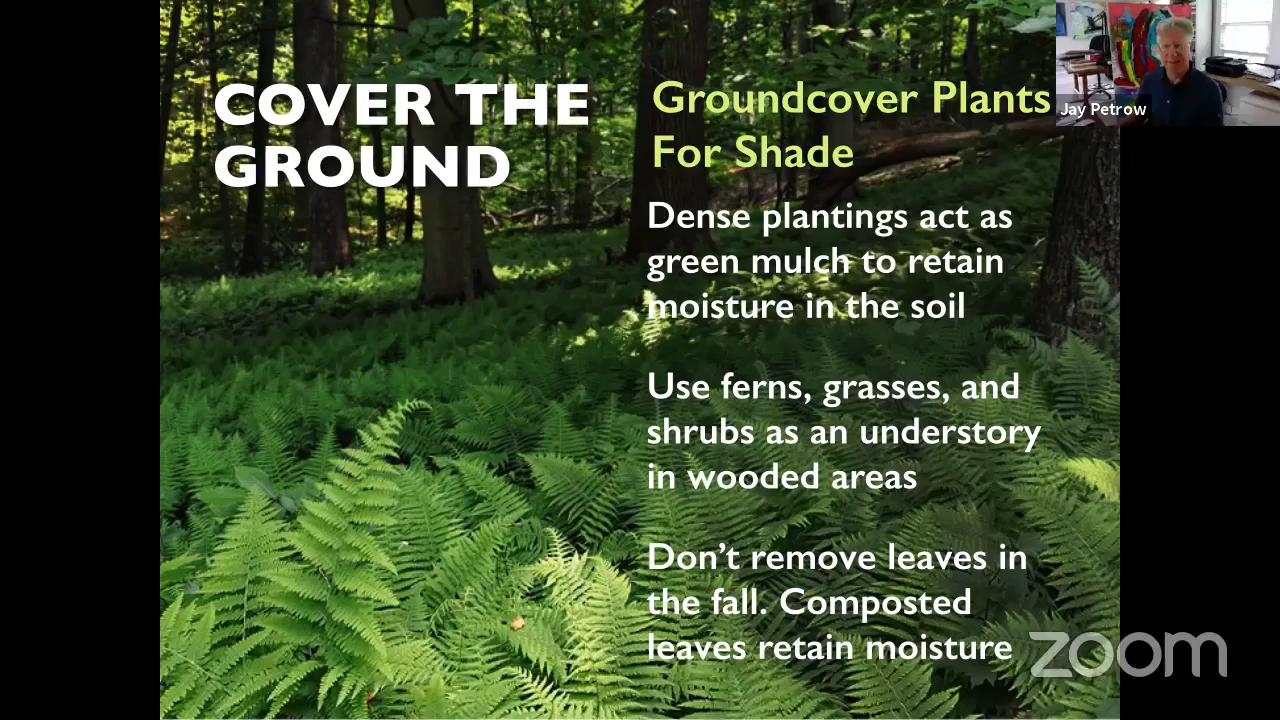 COVER THE
GROUND
Groundcover Plants
For Shade
Dense plantings act as
green mulch to retain
moisture in the soil
Use ferns, grasses, and
shrubs as an understory
in wooded areas
Don't remove leaves in
the fall. Composted
leaves retain moisture
Jay Petrow
zoom